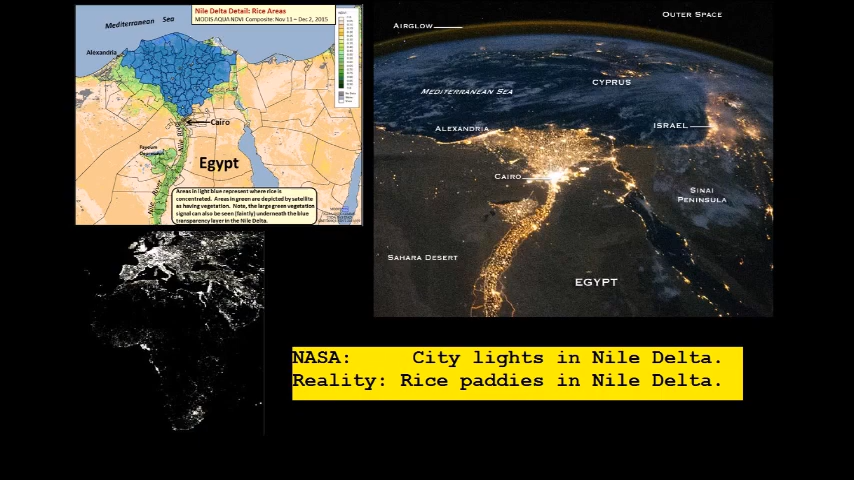 Nile Delta Detail: Rice Areas
MODIS AQUA NDVI Composite: Nov 11 – Dec 2, 2015
Mediterranean Sea
Alexandria
Cairo
Nile River
Fayoum
Depression
Egypt
Areas in light blue represent where rice is
concentrated. Areas in green are depicted by satellite
as having vegetation. Note, the large green vegetation
signal can also be seen (faintly) underneath the blue
transparency layer in the Nile Delta.
OUTER SPACE
AIRGLOW
CYPRUS
MEDITERRANEAN SEA
ISRAEL
ALEXANDRIA
CAIRO
SINAI
PENINSULA
SAHARA DESERT
EGYPT
NASA: City lights in Nile Delta.
Reality: Rice paddies in Nile Delta.